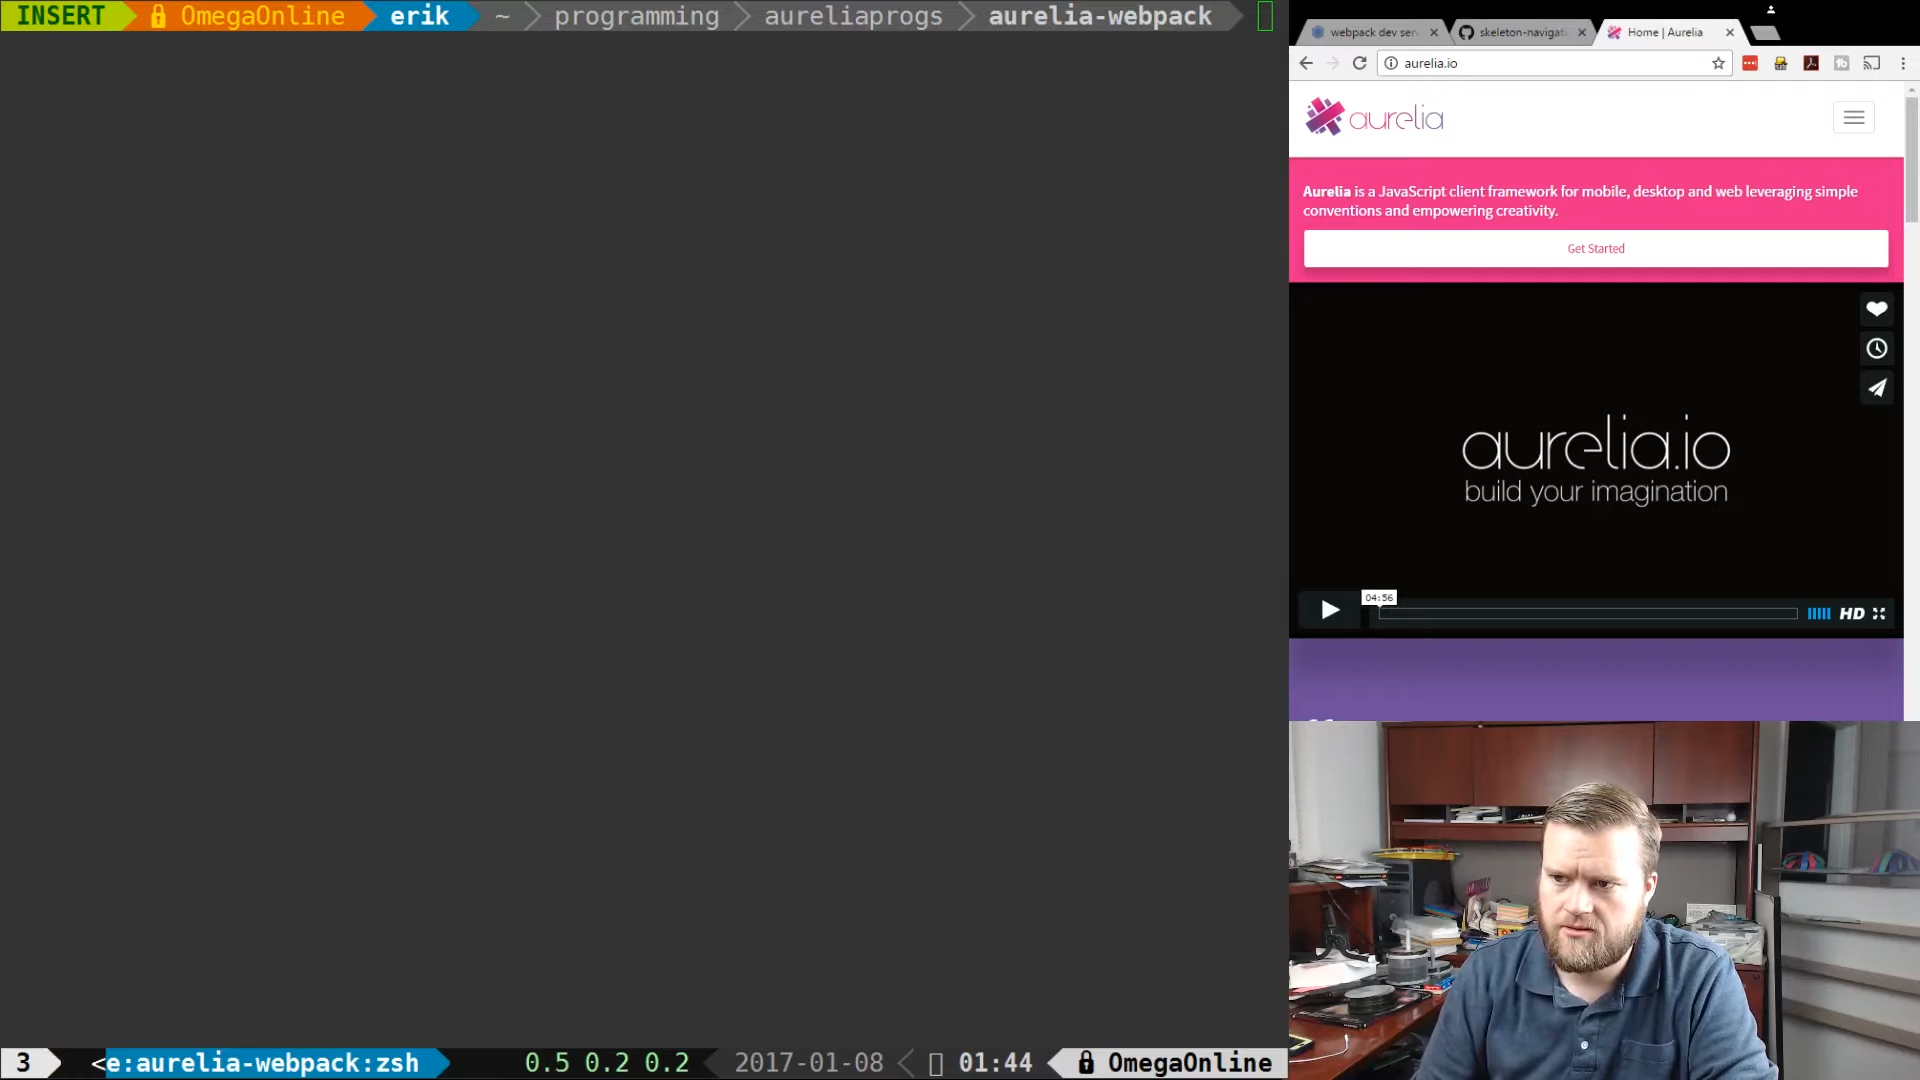 INSERT OmegaOnline erik ~ programming aureliaprogs aurelia-webpack
webpack dev ser
skeleton-navigati
Home | Aurelia
aurelia.io
aurelia
Aurelia is a JavaScript client framework for mobile, desktop and web leveraging simple
conventions and empowering creativity.
Get Started
aurelia.io
build your imagination
04:56
HD
3 <e:aurelia-webpack:zsh 0.5 0.2 0.2 2017-01-08 01:44 OmegaOnline